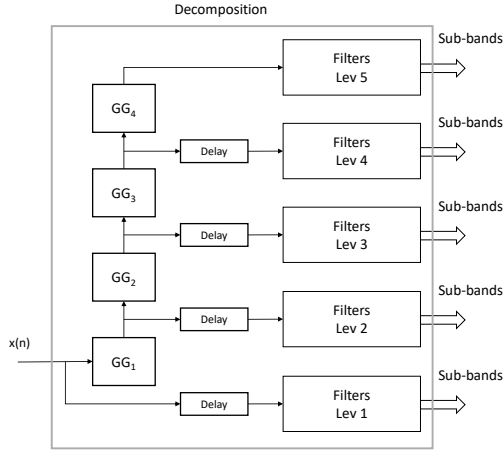 Decomposition
Sub-bands
Filters
Lev 5
GG4
Sub-bands
Delay
Filters
Lev 4
GG3
Sub-bands
Delay
Filters
Lev 3
GG2
Sub-bands
Delay
Filters
Lev 2
x(n)
GG1
Sub-bands
Delay
Filters
Lev 1